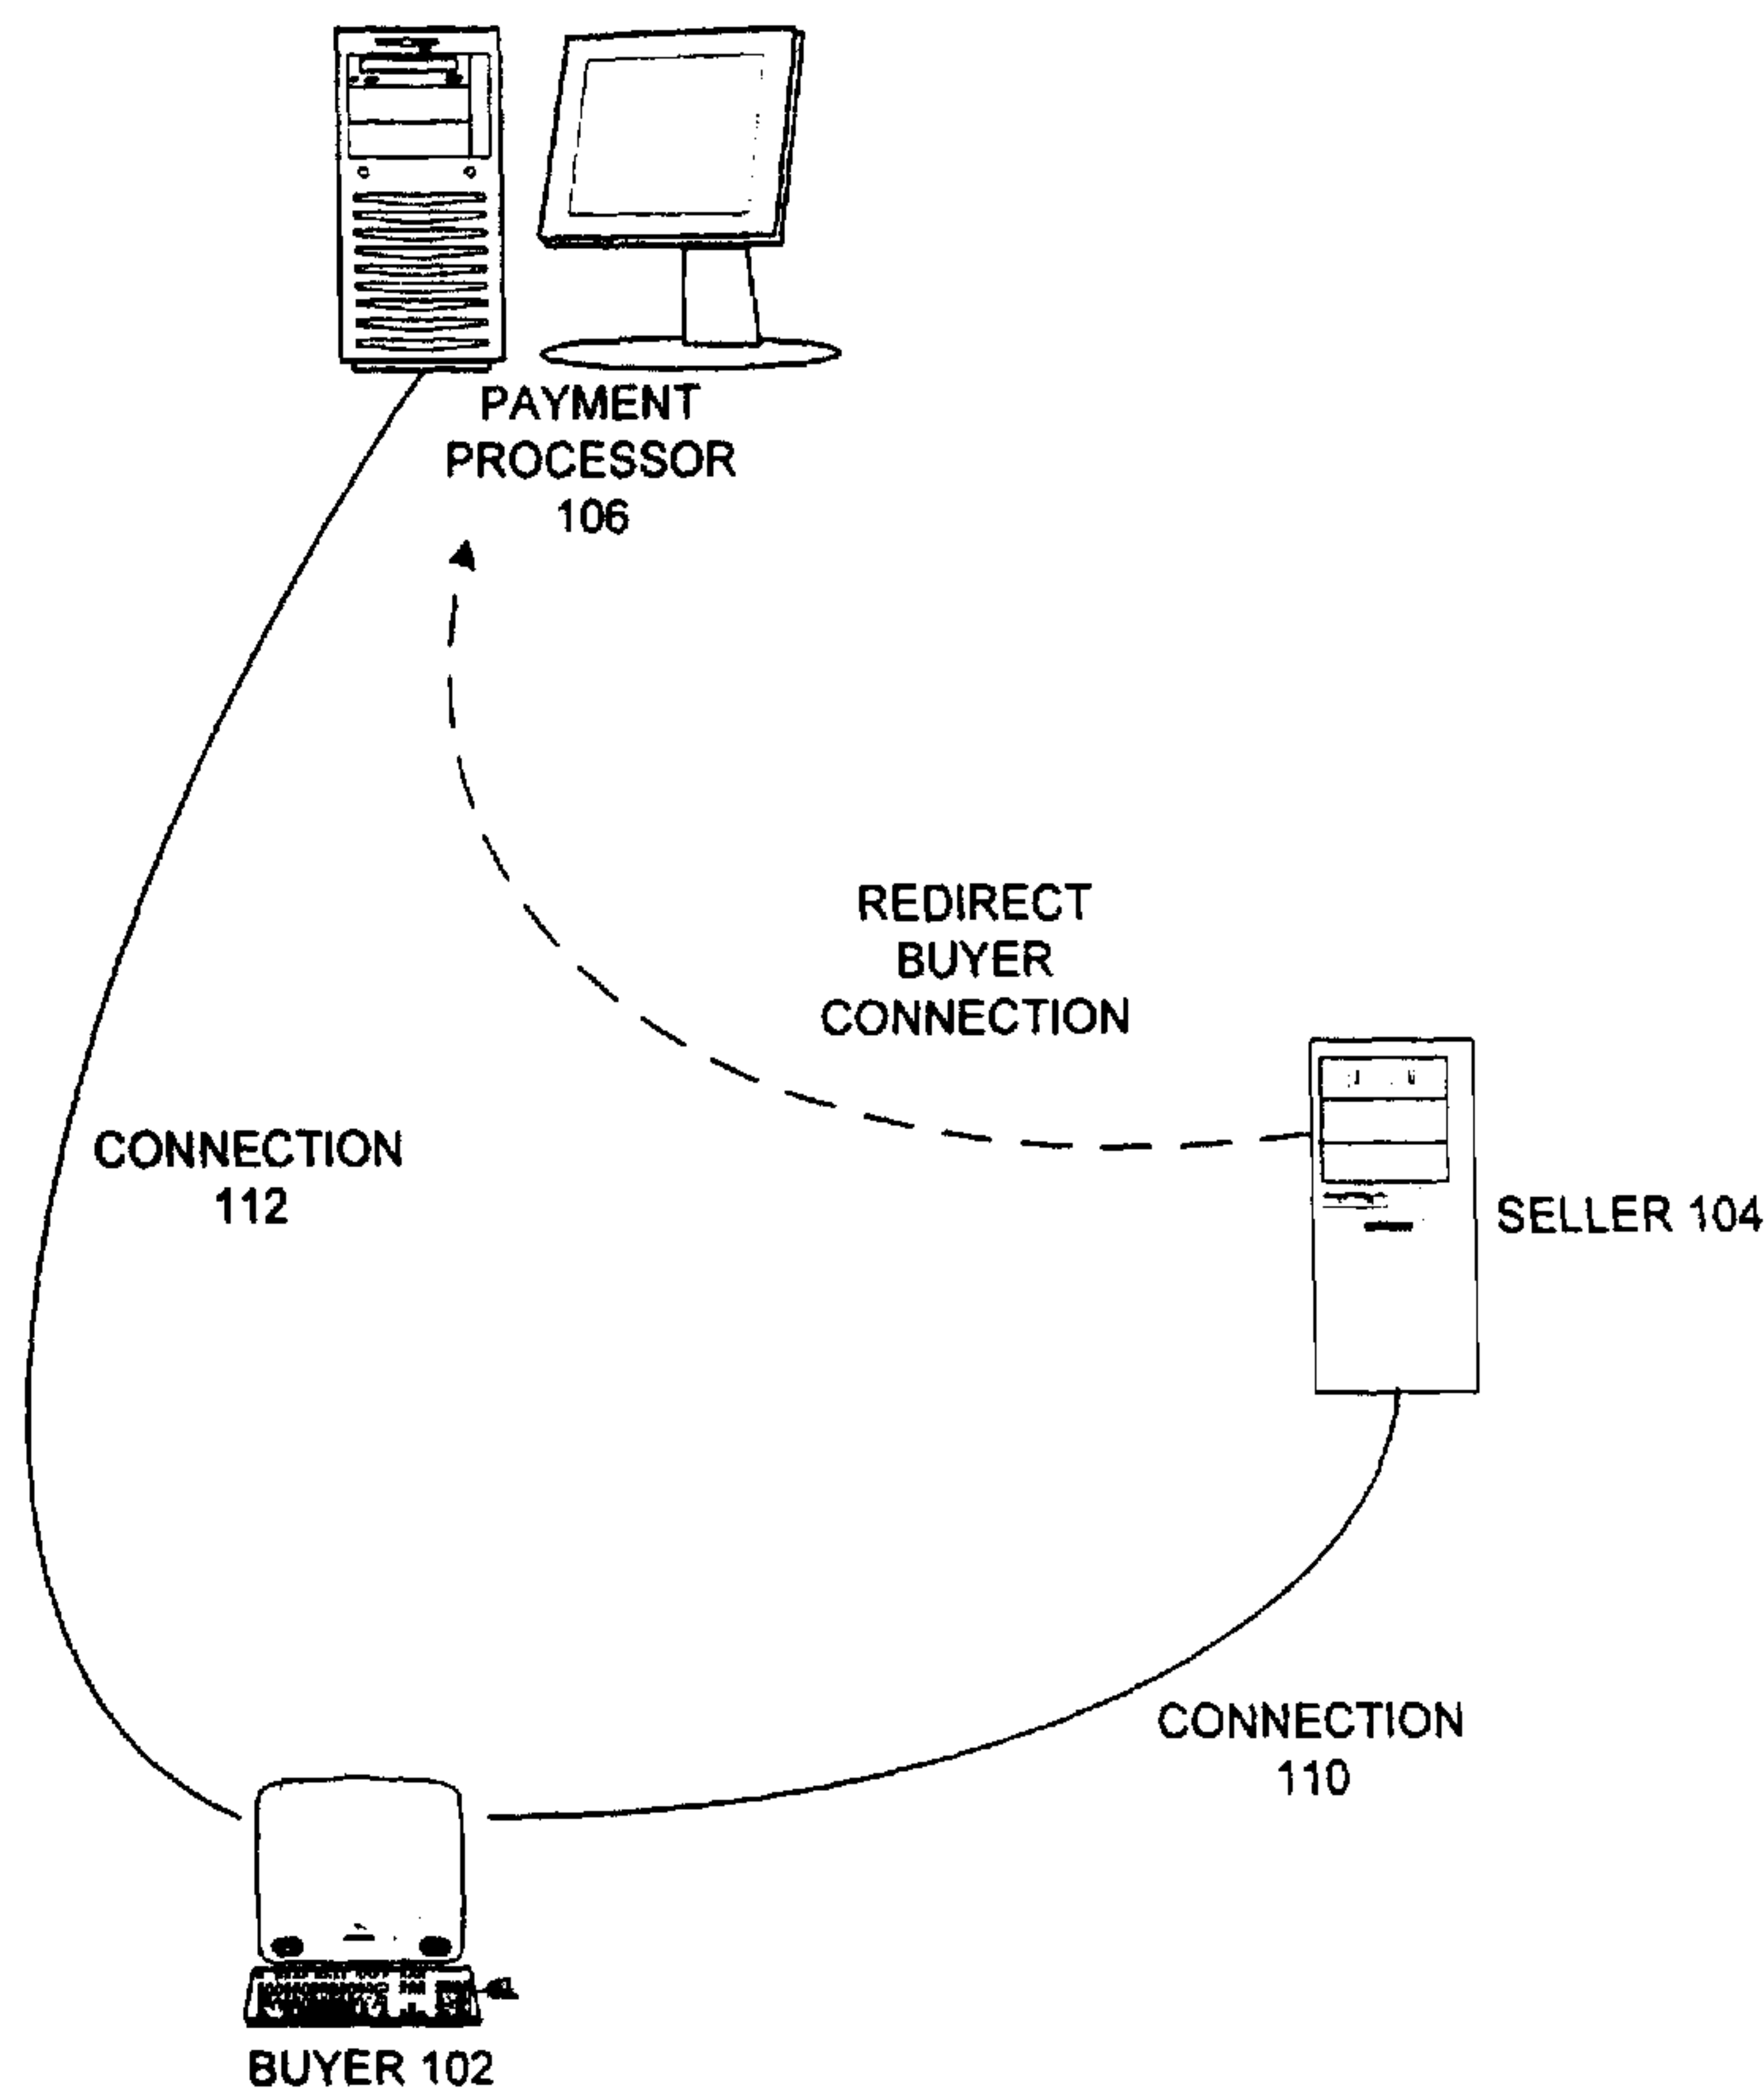 PAYMENT
PROCESSOR
106
REDIRECT
BUYER
CONNECTION
CONNECTION
112
SELLER 104
CONNECTION
110
BUYER 102